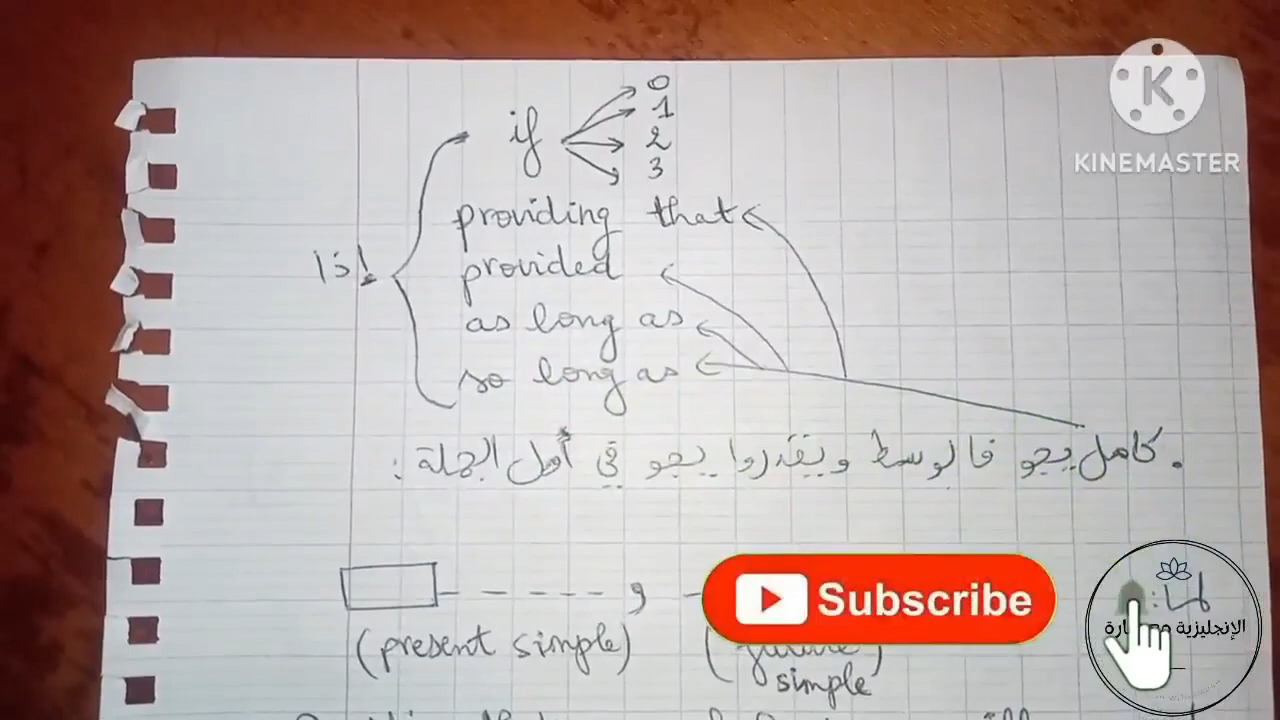 if
0
1
2
3
providing that
provided
إذا
as long as
so long as
. كامل يجو فالوسط ويقدروا يجو في أول الجملة :
(present simple)
simple
Subscribe
K
KINEMASTER
الإنجليزية